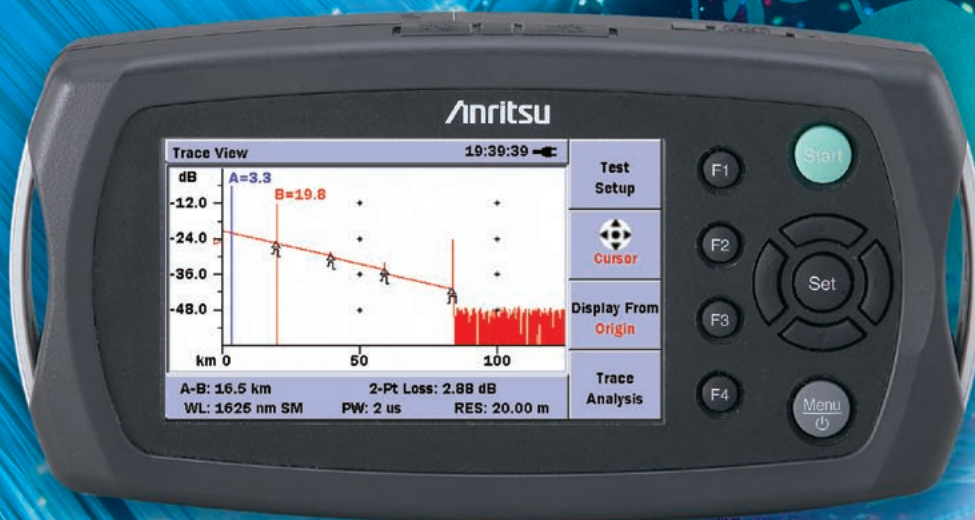 Anritsu
Trace View 19:39:39
dB
A=3.3
B=19.8
-12.0
-24.0
-36.0
-48.0
km 0 50 100
A-B: 16.5 km 2-Pt Loss: 2.88 dB
WL: 1625 nm SM PW: 2 us RES: 20.00 m
Test
Setup
Cursor
Display From
Origin
Trace
Analysis
F1
F2
F3
F4
Start
Set
Menu